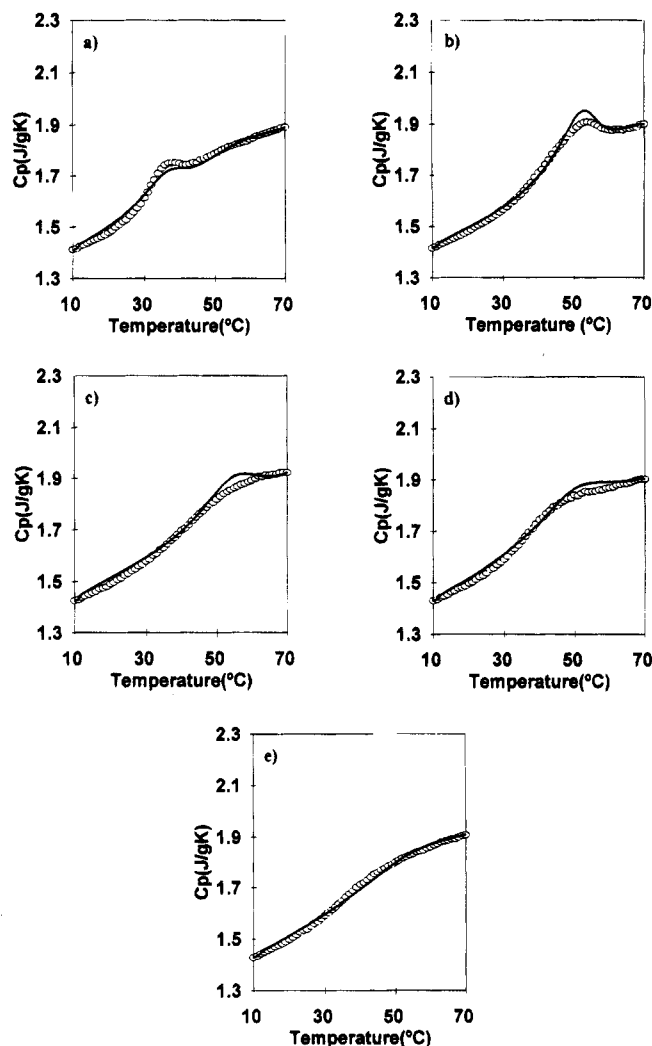 a)
2.3
2.1
1.9
1.7
1.5
1.3
Cp(J/gK)
10 30 50 70
Temperature(ºC)
b)
2.3
2.1
1.9
1.7
1.5
1.3
Cp(J/gK)
10 30 50 70
Temperature (ºC)
c)
2.3
2.1
1.9
1.7
1.5
1.3
Cp(J/gK)
10 30 50 70
Temperature(ºC)
d)
2.3
2.1
1.9
1.7
1.5
1.3
Cp(J/gK)
10 30 50 70
Temperature(ºC)
e)
2.3
2.1
1.9
1.7
1.5
1.3
Cp(J/gK)
10 30 50 70
Temperature(ºC)